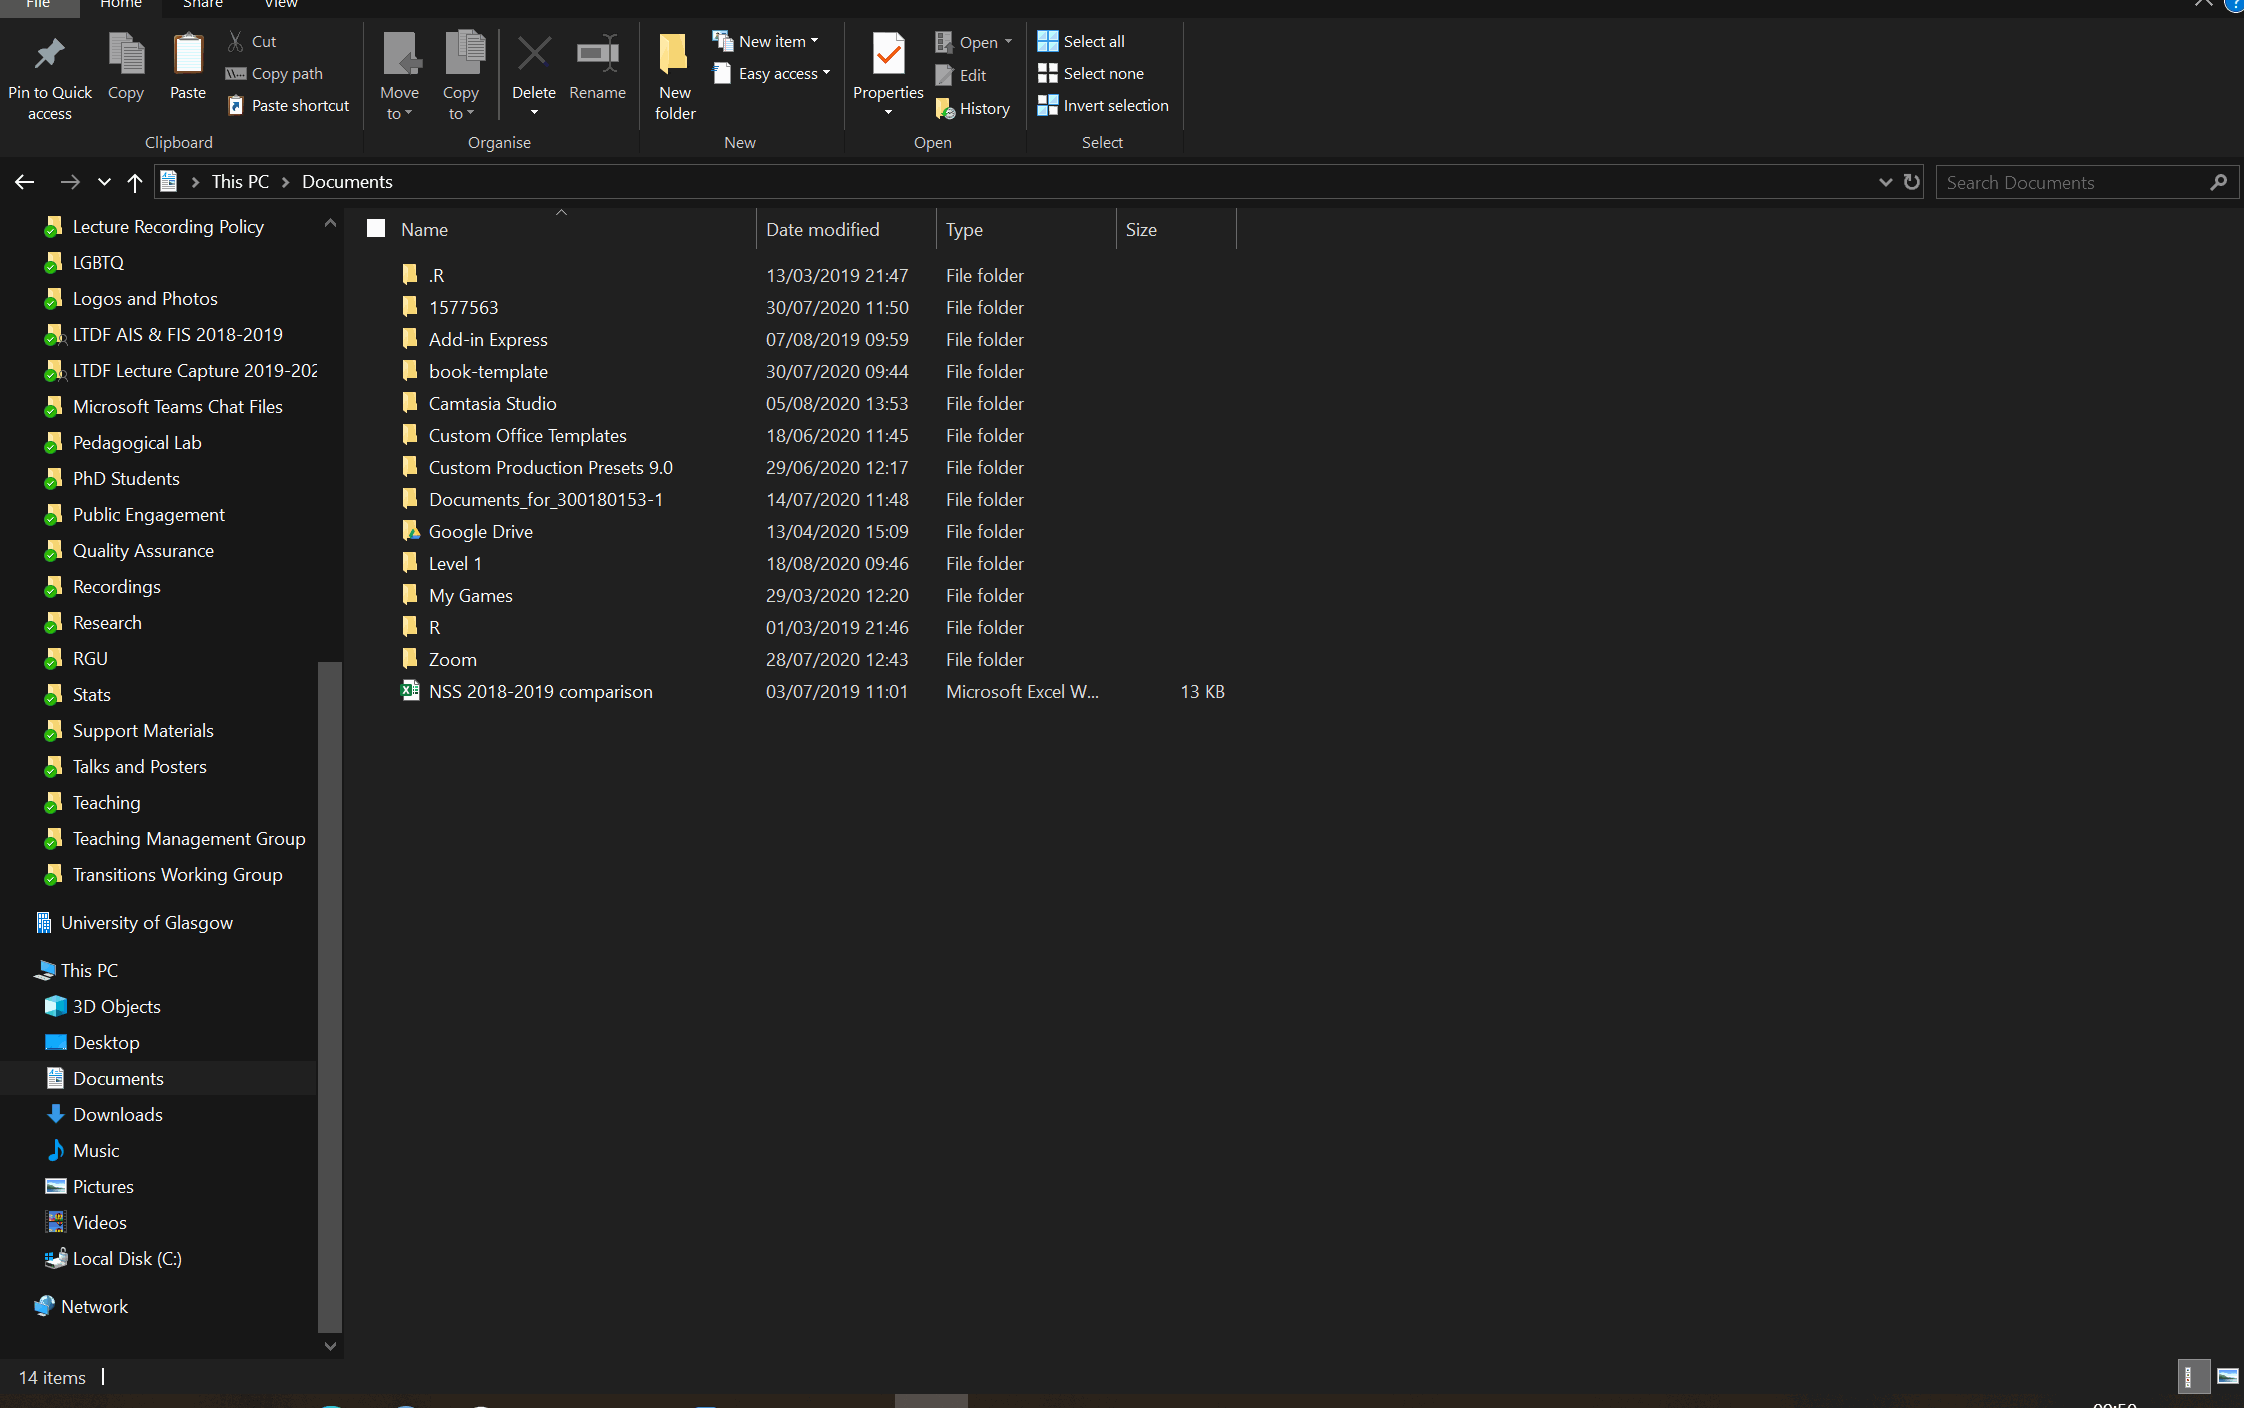 File Home Share View
Cut
Copy path
Paste shortcut
Pin to Quick access
Copy
Paste
Clipboard
Move to
Copy to
Delete
Rename
Organise
New folder
New item
Easy access
New
Properties
Open
Edit
History
Open
Select all
Select none
Invert selection
Select
This PC > Documents
Search Documents
Lecture Recording Policy
LGBTQ
Logos and Photos
LTDF AIS & FIS 2018-2019
LTDF Lecture Capture 2019-202
Microsoft Teams Chat Files
Pedagogical Lab
PhD Students
Public Engagement
Quality Assurance
Recordings
Research
RGU
Stats
Support Materials
Talks and Posters
Teaching
Teaching Management Group
Transitions Working Group
University of Glasgow
This PC
3D Objects
Desktop
Documents
Downloads
Music
Pictures
Videos
Local Disk (C:)
Network
Name Date modified Type Size
.R 13/03/2019 21:47 File folder
1577563 30/07/2020 11:50 File folder
Add-in Express 07/08/2019 09:59 File folder
book-template 30/07/2020 09:44 File folder
Camtasia Studio 05/08/2020 13:53 File folder
Custom Office Templates 18/06/2020 11:45 File folder
Custom Production Presets 9.0 29/06/2020 12:17 File folder
Documents_for_300180153-1 14/07/2020 11:48 File folder
Google Drive 13/04/2020 15:09 File folder
Level 1 18/08/2020 09:46 File folder
My Games 29/03/2020 12:20 File folder
R 01/03/2019 21:46 File folder
Zoom 28/07/2020 12:43 File folder
NSS 2018-2019 comparison 03/07/2019 11:01 Microsoft Excel W... 13 KB
14 items